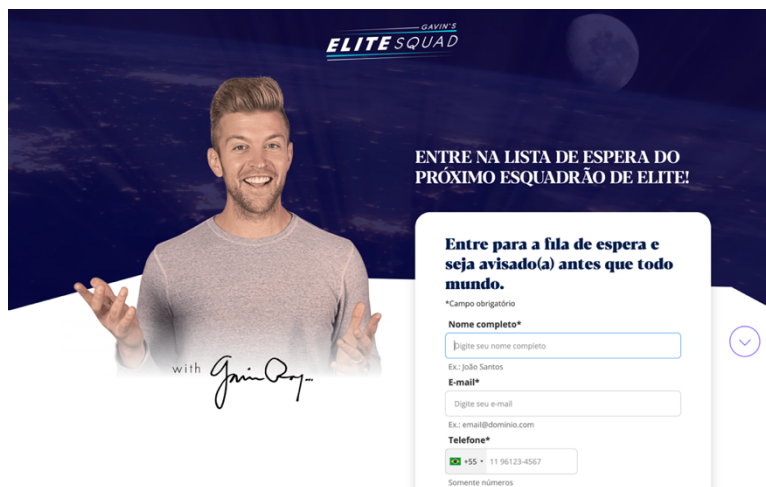 GAVIN'S
ELITE SQUAD
ENTRE NA LISTA DE ESPERA DO
PRÓXIMO ESQUADRÃO DE ELITE!
Entre para a fila de espera e
seja avisado(a) antes que todo
mundo.
*Campo obrigatório
Nome completo*
Digite seu nome completo
Ex.: João Santos
E-mail*
Digite seu e-mail
Ex.: email@dominio.com
Telefone*
+55 11 96123-4567
Somente números
with